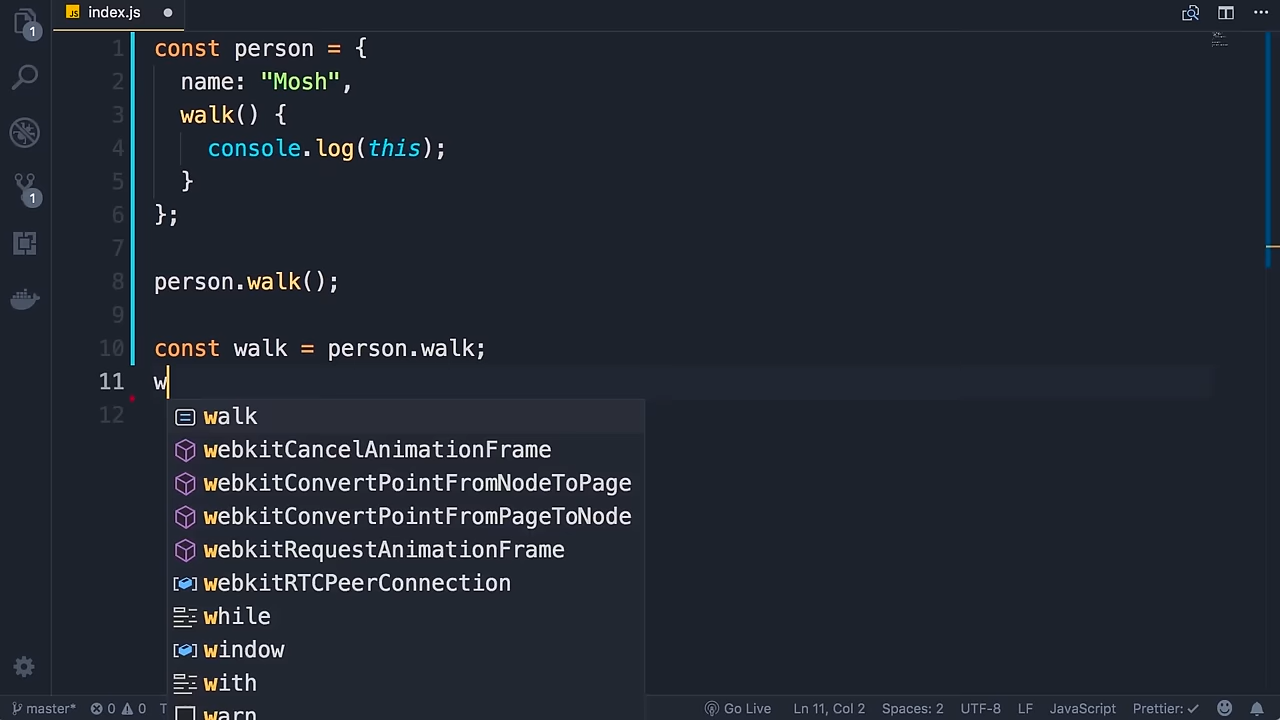 index.js
1
1
1 const person = {
2 name: "Mosh",
3 walk() {
4 console.log(this);
5 }
6 };
7
8 person.walk();
9
10 const walk = person.walk;
11 w
12
walk
webkitCancelAnimationFrame
webkitConvertPointFromNodeToPage
webkitConvertPointFromPageToNode
webkitRequestAnimationFrame
webkitRTCPeerConnection
while
window
with
warn
master* 0 0 T Go Live Ln 11, Col 2 Spaces: 2 UTF-8 LF JavaScript Prettier: ✓